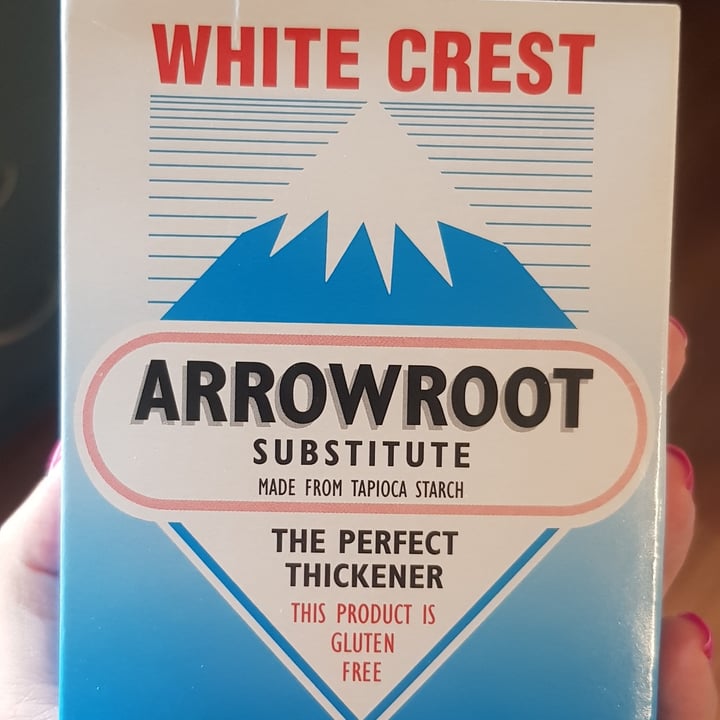 WHITE CREST
ARROWROOT
SUBSTITUTE
MADE FROM TAPIOCA STARCH
THE PERFECT
THICKENER
THIS PRODUCT IS
GLUTEN
FREE